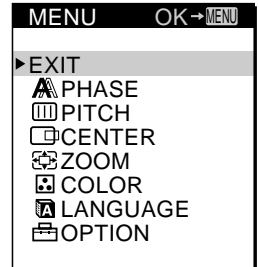 MENU OK→MENU
▶EXIT
PHASE
PITCH
CENTER
ZOOM
COLOR
LANGUAGE
OPTION